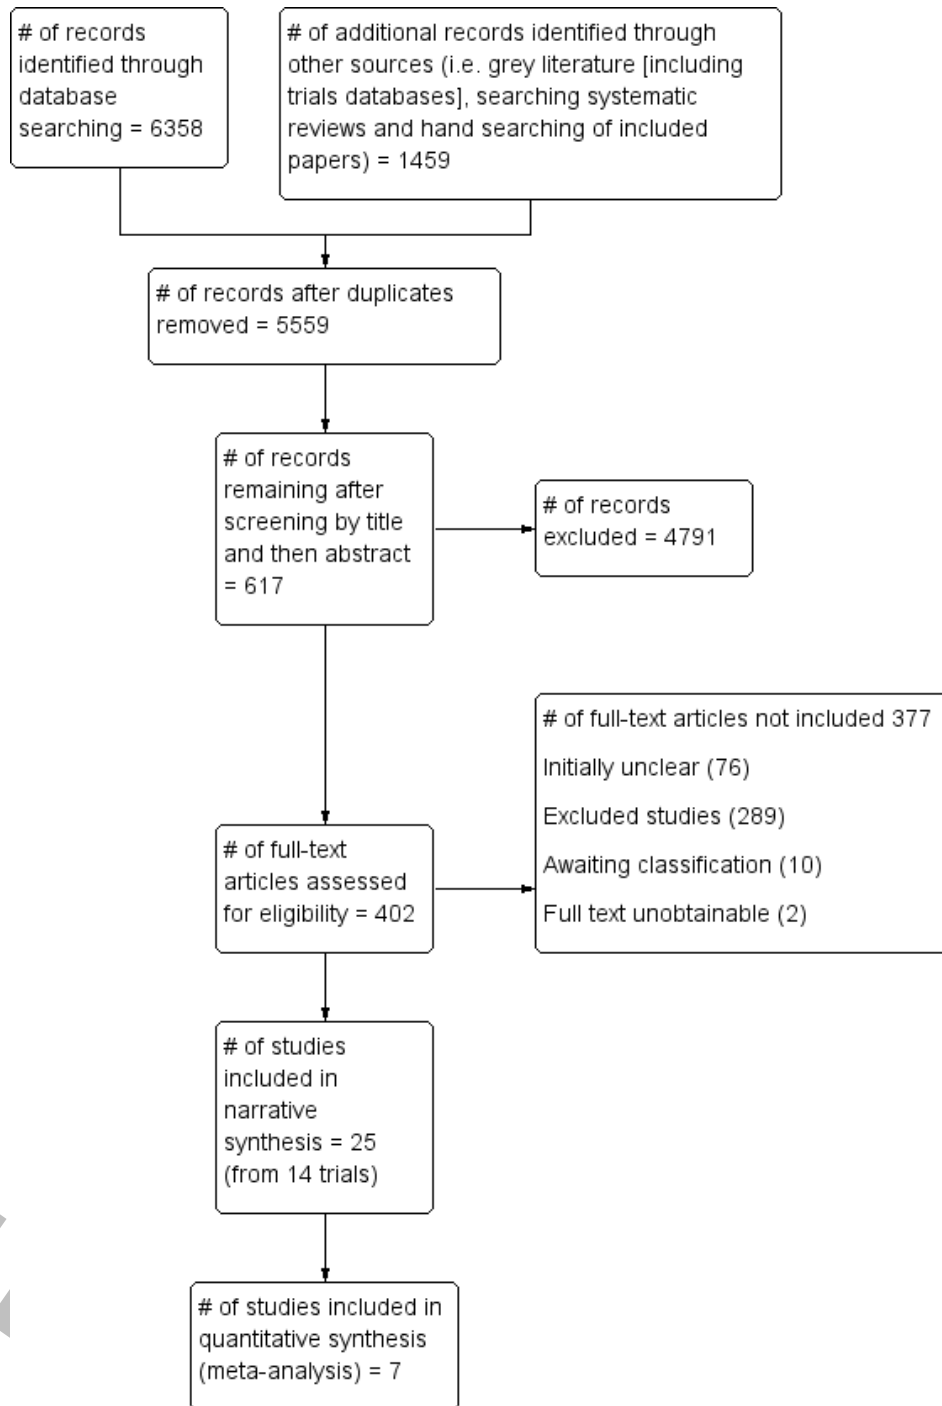 # of records
identified through
database
searching = 6358
# of additional records identified through
other sources (i.e. grey literature [including
trials databases], searching systematic
reviews and hand searching of included
papers) = 1459
# of records after duplicates
removed = 5559
# of records
remaining after
screening by title
and then abstract
= 617
# of records
excluded = 4791
# of full-text articles not included 377
Initially unclear (76)
Excluded studies (289)
Awaiting classification (10)
Full text unobtainable (2)
# of full-text
articles assessed
for eligibility = 402
# of studies
included in
narrative
synthesis = 25
(from 14 trials)
# of studies included in
quantitative synthesis
(meta-analysis) = 7